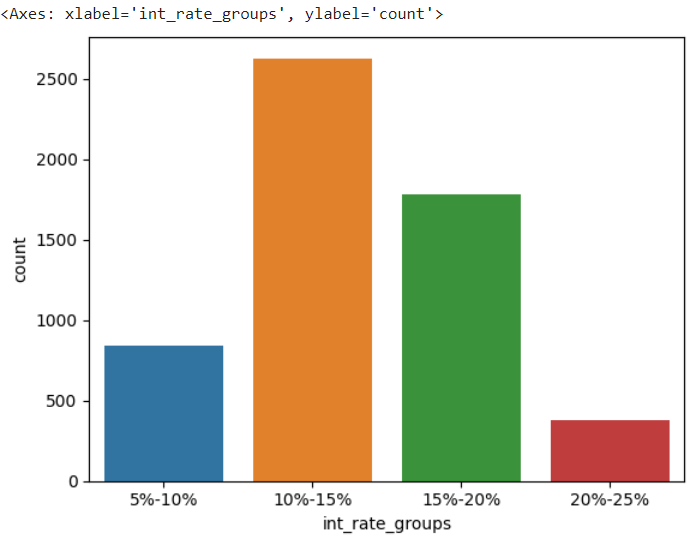 <Axes: xlabel='int_rate_groups', ylabel='count'>
2500
2000
1500
1000
500
0
count
5%-10% 10%-15% 15%-20% 20%-25%
int_rate_groups